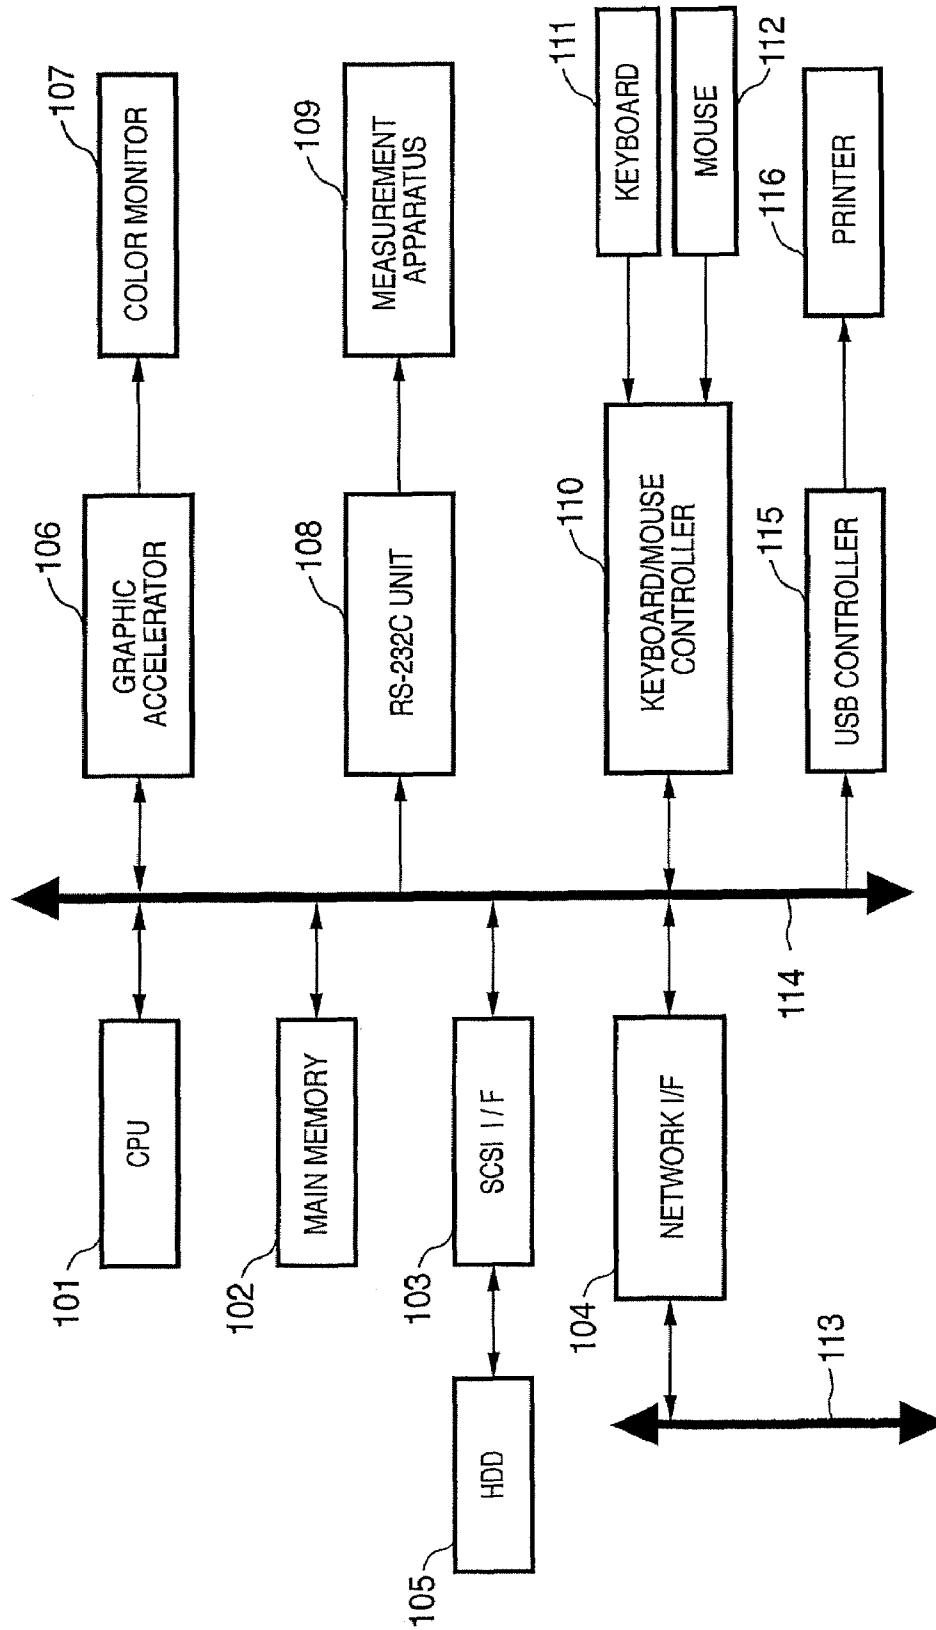 107
COLOR MONITOR
106
GRAPHIC
ACCELERATOR
101
CPU
109
MEASUREMENT
APPARATUS
108
RS-232C UNIT
102
MAIN MEMORY
103
SCSI I / F
105
HDD
111
KEYBOARD
MOUSE
112
110
KEYBOARD/MOUSE
CONTROLLER
104
NETWORK I/F
116
PRINTER
115
USB CONTROLLER
114
113